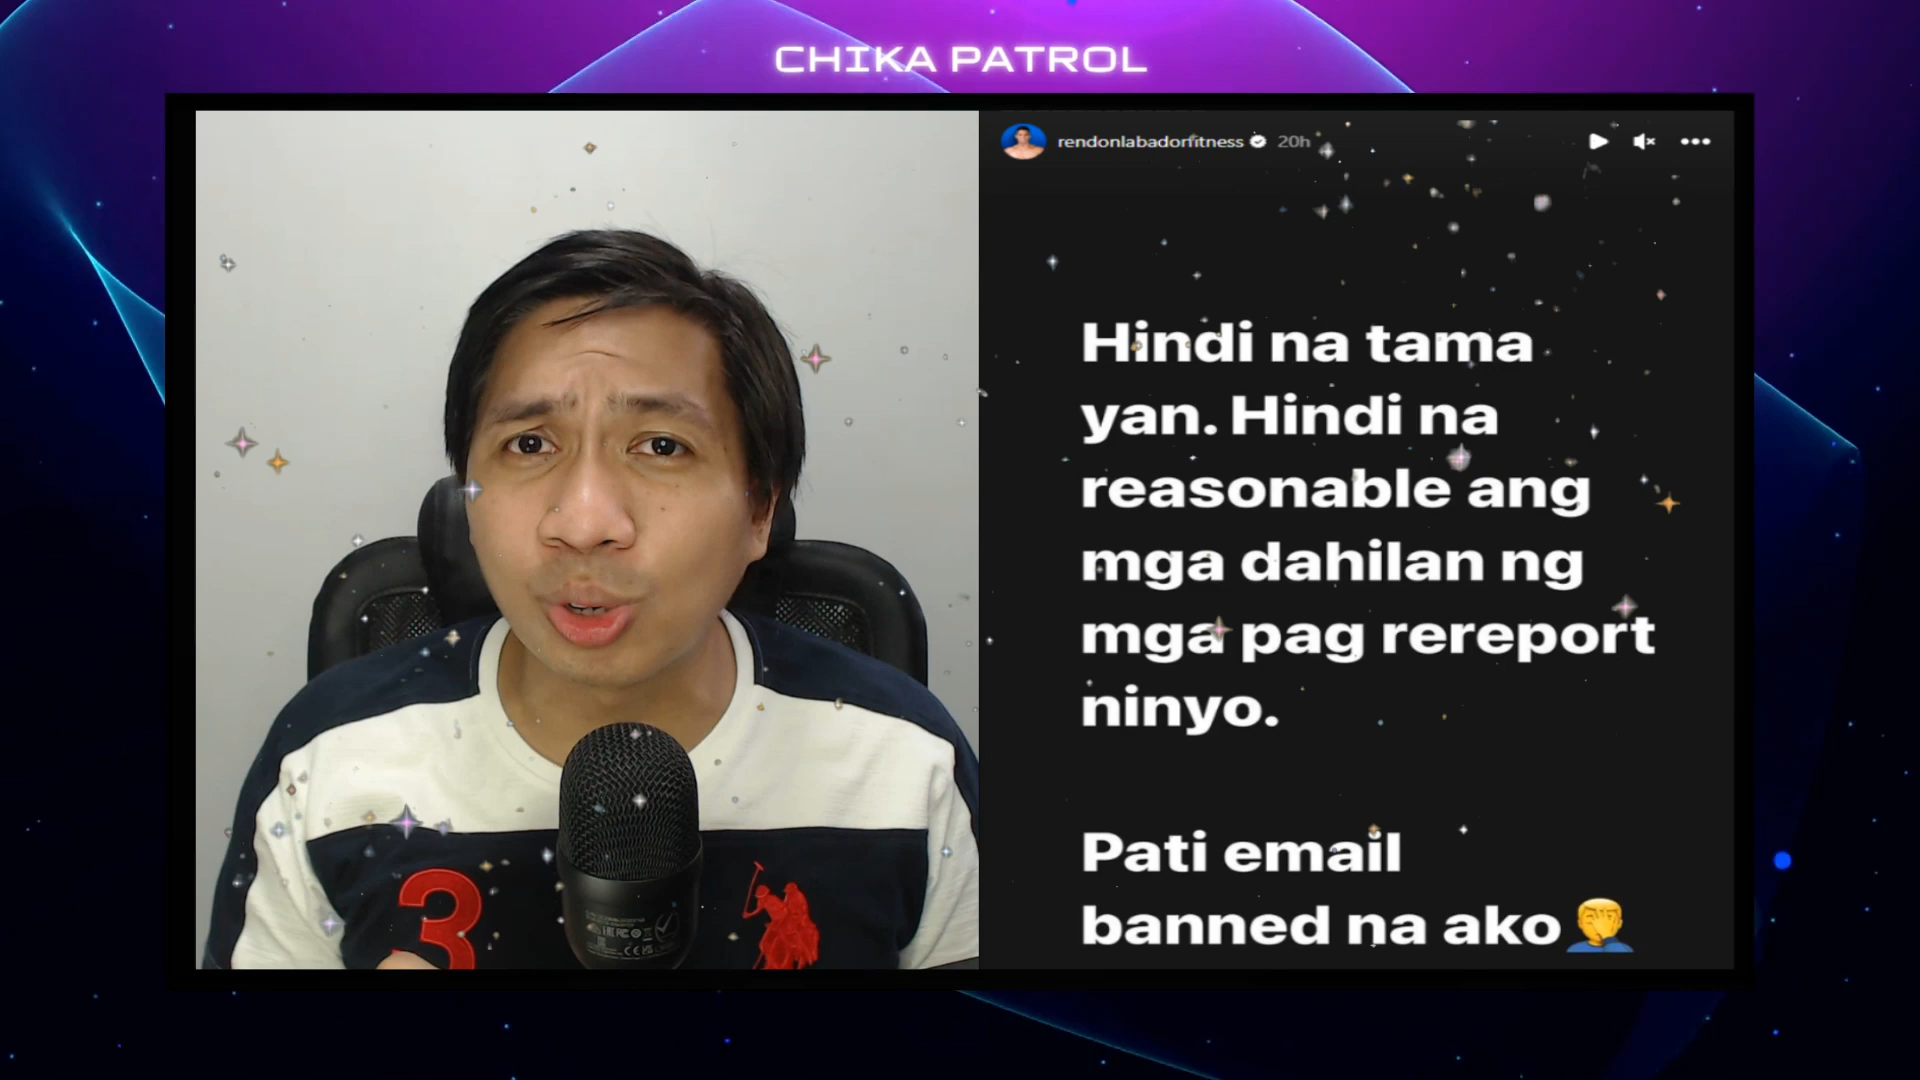 CHIKA PATROL
rendonlabadorfitness 20h
Hindi na tama
yan. Hindi na
reasonable ang
mga dahilan ng
mga pag rereport
ninyo.
Pati email
banned na ako🤦‍♂️
3